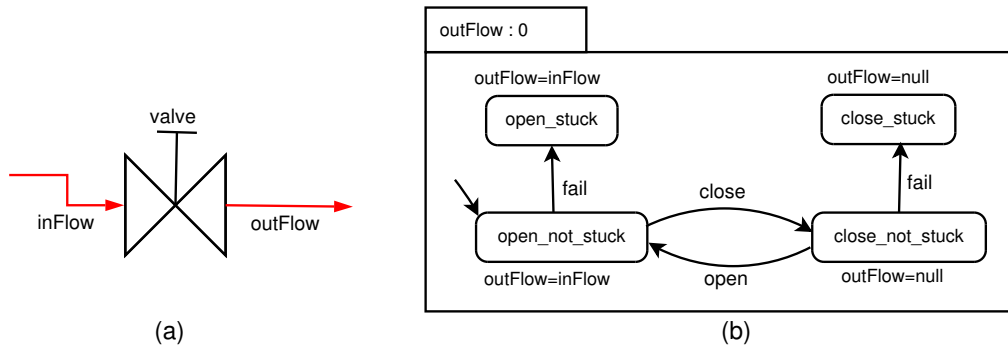 valve
inFlow
outFlow
(a)
outFlow : 0
outFlow=inFlow
open_stuck
outFlow=null
close_stuck
fail
fail
close
open_not_stuck
close_not_stuck
outFlow=inFlow
open
outFlow=null
(b)